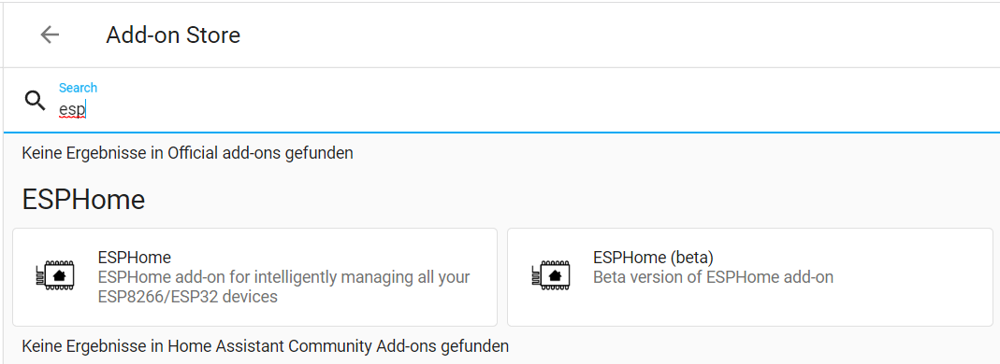 Add-on Store
Search
esp
Keine Ergebnisse in Official add-ons gefunden
ESPHome
ESPHome
ESPHome add-on for intelligently managing all your
ESP8266/ESP32 devices
ESPHome (beta)
Beta version of ESPHome add-on
Keine Ergebnisse in Home Assistant Community Add-ons gefunden